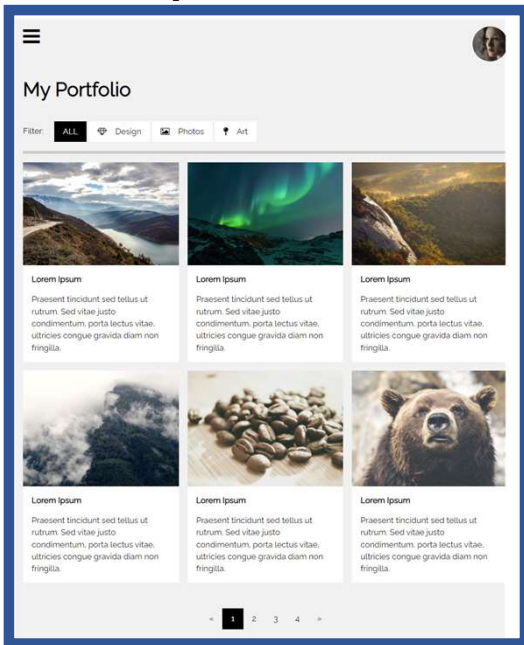 My Portfolio
Filter: ALL Design Photos Art
Lorem Ipsum
Praesent tincidunt sed tellus ut
rutrum. Sed vitae justo
condimentum, porta lectus vitae,
ultricies congue gravida diam non
fringilla.
Lorem Ipsum
Praesent tincidunt sed tellus ut
rutrum. Sed vitae justo
condimentum, porta lectus vitae,
ultricies congue gravida diam non
fringilla.
Lorem Ipsum
Praesent tincidunt sed tellus ut
rutrum. Sed vitae justo
condimentum, porta lectus vitae,
ultricies congue gravida diam non
fringilla.
Lorem Ipsum
Praesent tincidunt sed tellus ut
rutrum. Sed vitae justo
condimentum, porta lectus vitae,
ultricies congue gravida diam non
fringilla.
Lorem Ipsum
Praesent tincidunt sed tellus ut
rutrum. Sed vitae justo
condimentum, porta lectus vitae,
ultricies congue gravida diam non
fringilla.
Lorem Ipsum
Praesent tincidunt sed tellus ut
rutrum. Sed vitae justo
condimentum, porta lectus vitae,
ultricies congue gravida diam non
fringilla.
« 1 2 3 4 »